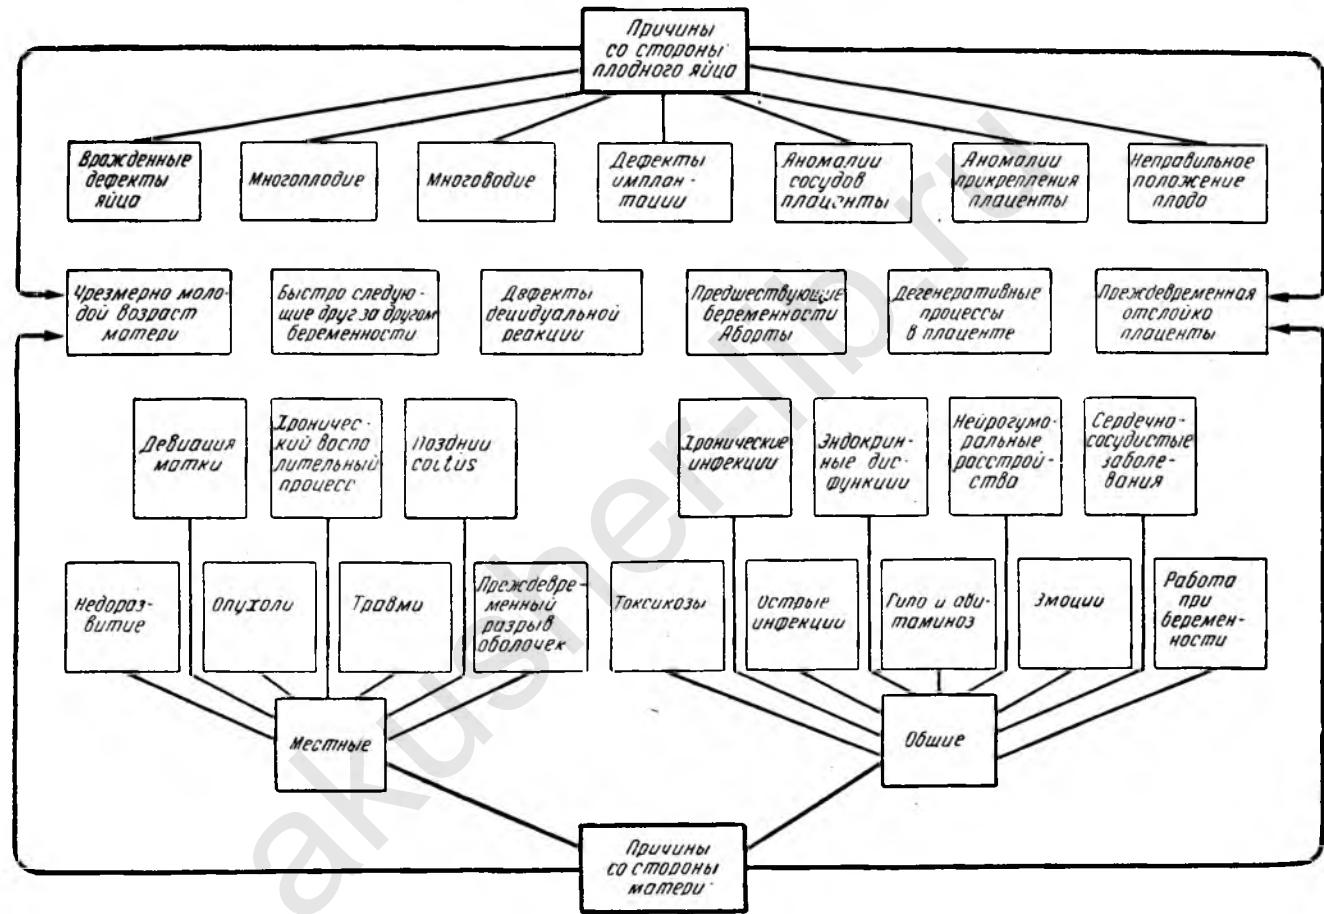 Причины
со стороны
плодного яйца
Врожденные
дефекты
яйца
Многоплодие
Многоводие
Дефекты
имплан-
тации
Аномалии
сосудов
плаценты
Аномалии
прикрепления
плаценты
Неправильное
положение
плода
Чрезмерно моло-
дой возраст
матери
Быстро следую-
щие друг за другом
беременности
Дефекты
децидуальной
реакции
Предшествующие
беременности
Аборты
Дегенеративные
процессы
в плаценте
Преждевременная
отслойка
плаценты
Девиация
матки
Хроничес-
кий воспа
лительный
процесс
Поздний
coitus
Хронические
инфекции
Эндокрин-
ные дис-
функции
Нейрогумо-
ральные
расстрой-
ства
Сердечно-
сосудистые
заболе-
вания
Недораз-
витие
Опухоли
Травми
Преждевре-
менный
разрыв
оболочек
Токсикозы
Острые
инфекции
Гипо и ави-
таминоз
Эмоции
Работа
при
беремен-
ности
Местные
Общие
Причины
со стороны
матери
akusher-lib.ru